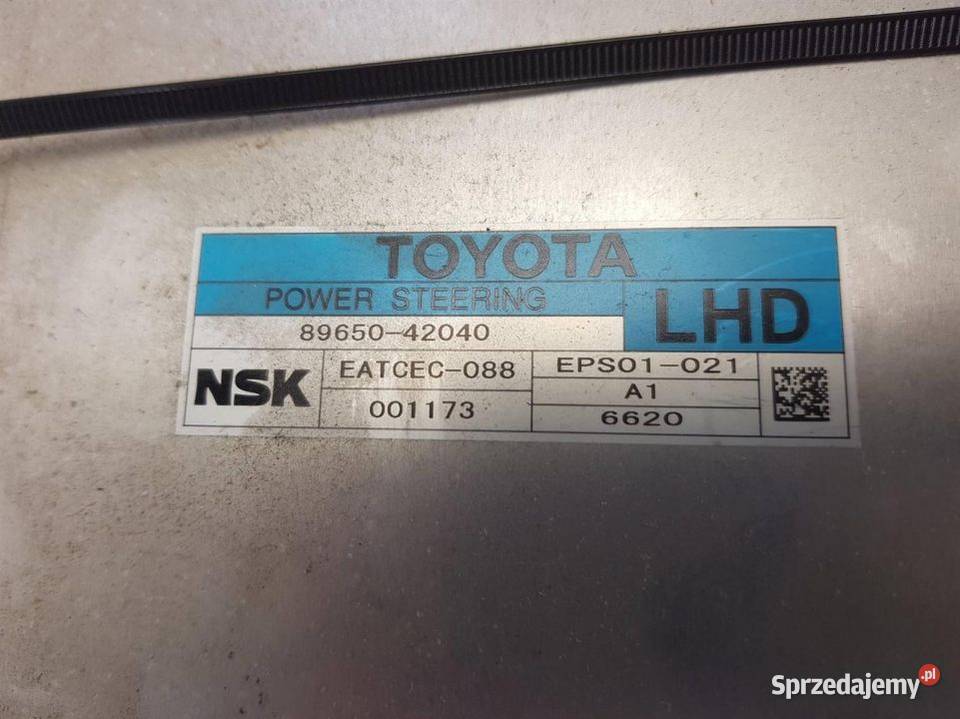 TOYOTA
POWER STEERING
LHD
89650-42040
NSK
EATCEC-088
001173
EPS01-021
A1
6620
Sprzedajemy.pl